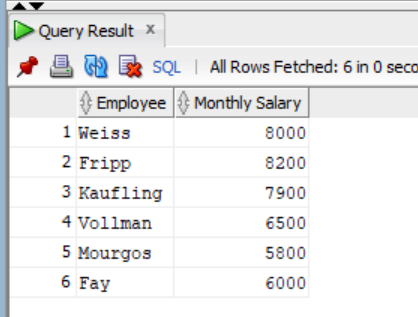 Query Result x
SQL | All Rows Fetched: 6 in 0 seco
Employee Monthly Salary
1 Weiss 8000
2 Fripp 8200
3 Kaufling 7900
4 Vollman 6500
5 Mourgos 5800
6 Fay 6000